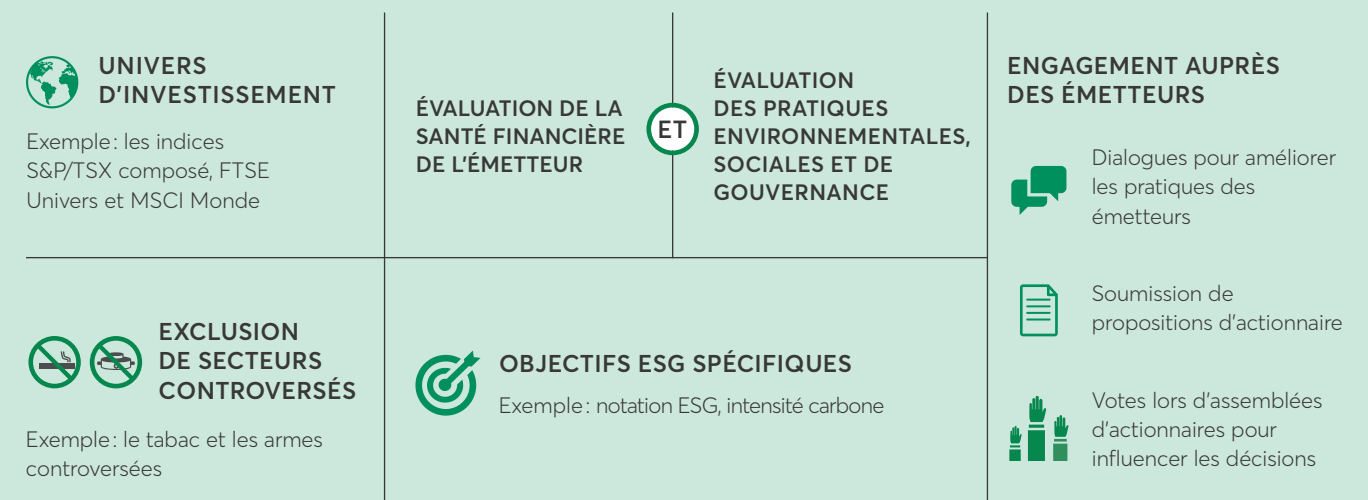 UNIVERS
D'INVESTISSEMENT
Exemple : les indices
S&P/TSX composé, FTSE
Univers et MSCI Monde
EXCLUSION
DE SECTEURS
CONTROVERSÉS
Exemple : le tabac et les armes
controversées
ÉVALUATION DE LA
SANTÉ FINANCIÈRE
DE L'ÉMETTEUR
ET
ÉVALUATION
DES PRATIQUES
ENVIRONNEMENTALES,
SOCIALES ET DE
GOUVERNANCE
OBJECTIFS ESG SPÉCIFIQUES
Exemple : notation ESG, intensité carbone
ENGAGEMENT AUPRÈS
DES ÉMETTEURS
Dialogues pour améliorer
les pratiques des
émetteurs
Soumission de
propositions d'actionnaire
Votes lors d'assemblées
d'actionnaires pour
influencer les décisions